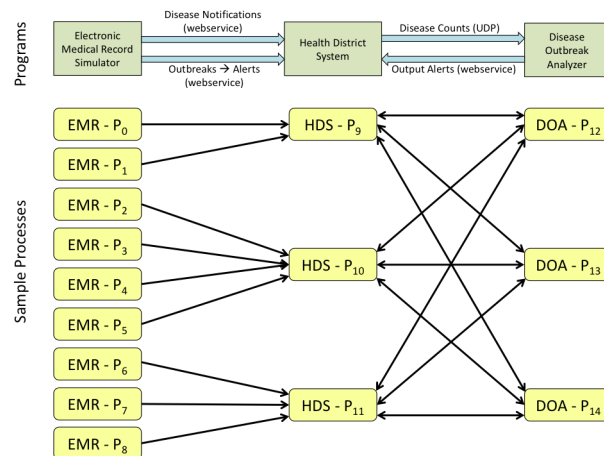 Programs
Electronic
Medical Record
Simulator
Disease Notifications
(webservice)
Outbreaks → Alerts
(webservice)
Health District
System
Disease Counts (UDP)
Output Alerts (webservice)
Disease
Outbreak
Analyzer
Sample Processes
EMR - P₀
EMR - P₁
EMR - P₂
EMR - P₃
EMR - P₄
EMR - P₅
EMR - P₆
EMR - P₇
EMR - P₈
HDS - P₉
HDS - P₁₀
HDS - P₁₁
DOA - P₁₂
DOA - P₁₃
DOA - P₁₄